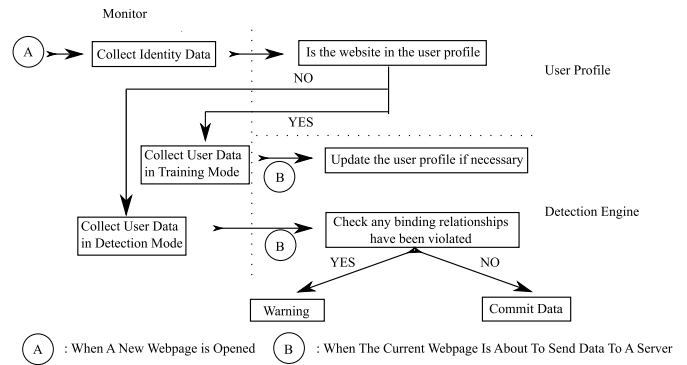 Monitor
A
Collect Identity Data
Is the website in the user profile
User Profile
NO
YES
Collect User Data
in Training Mode
B
Update the user profile if necessary
Collect User Data
in Detection Mode
B
Check any binding relationships
have been violated
Detection Engine
YES
NO
Warning
Commit Data
A : When A New Webpage is Opened
B : When The Current Webpage Is About To Send Data To A Server